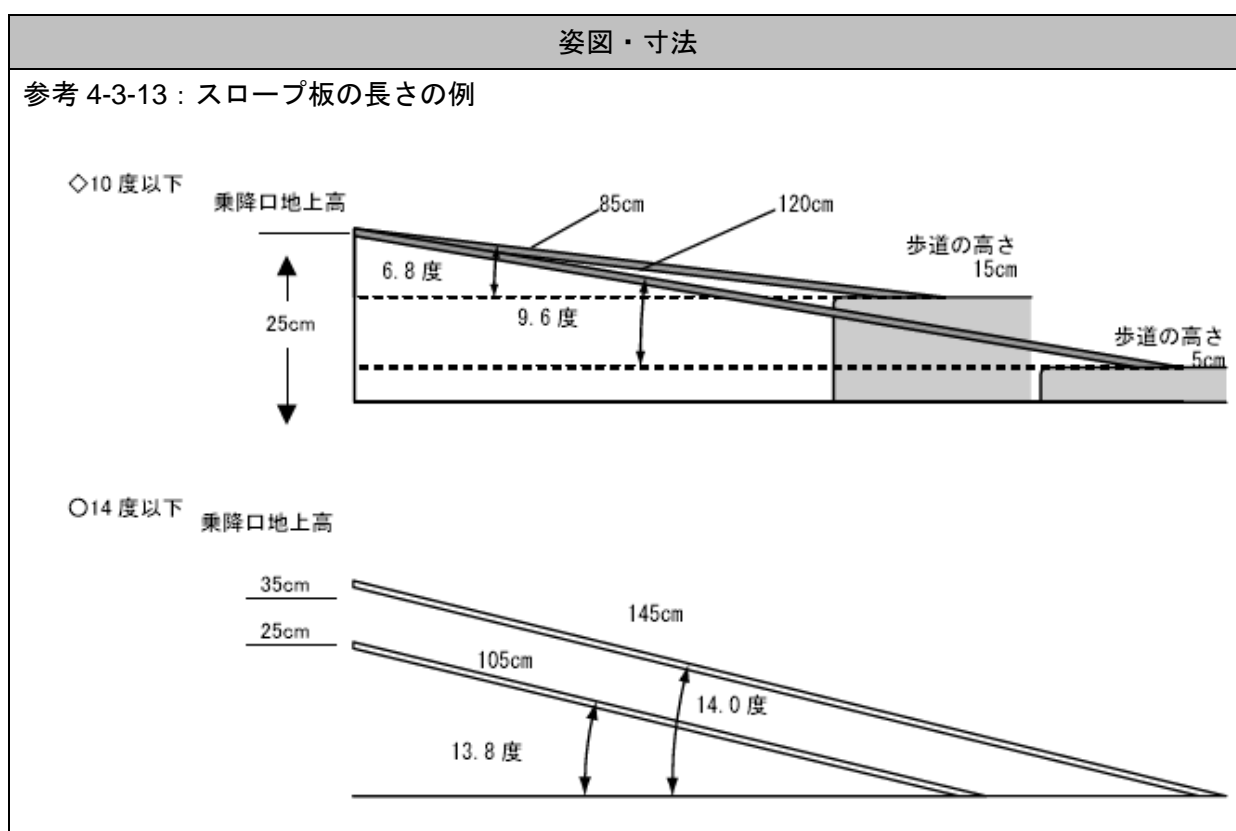 姿図・寸法
参考 4-3-13：スロープ板の長さの例
◇10 度以下
乗降口地上高
85cm
120cm
歩道の高さ
15cm
6.8 度
25cm
9.6 度
歩道の高さ
5cm
○14 度以下
乗降口地上高
35cm
25cm
145cm
105cm
14.0 度
13.8 度